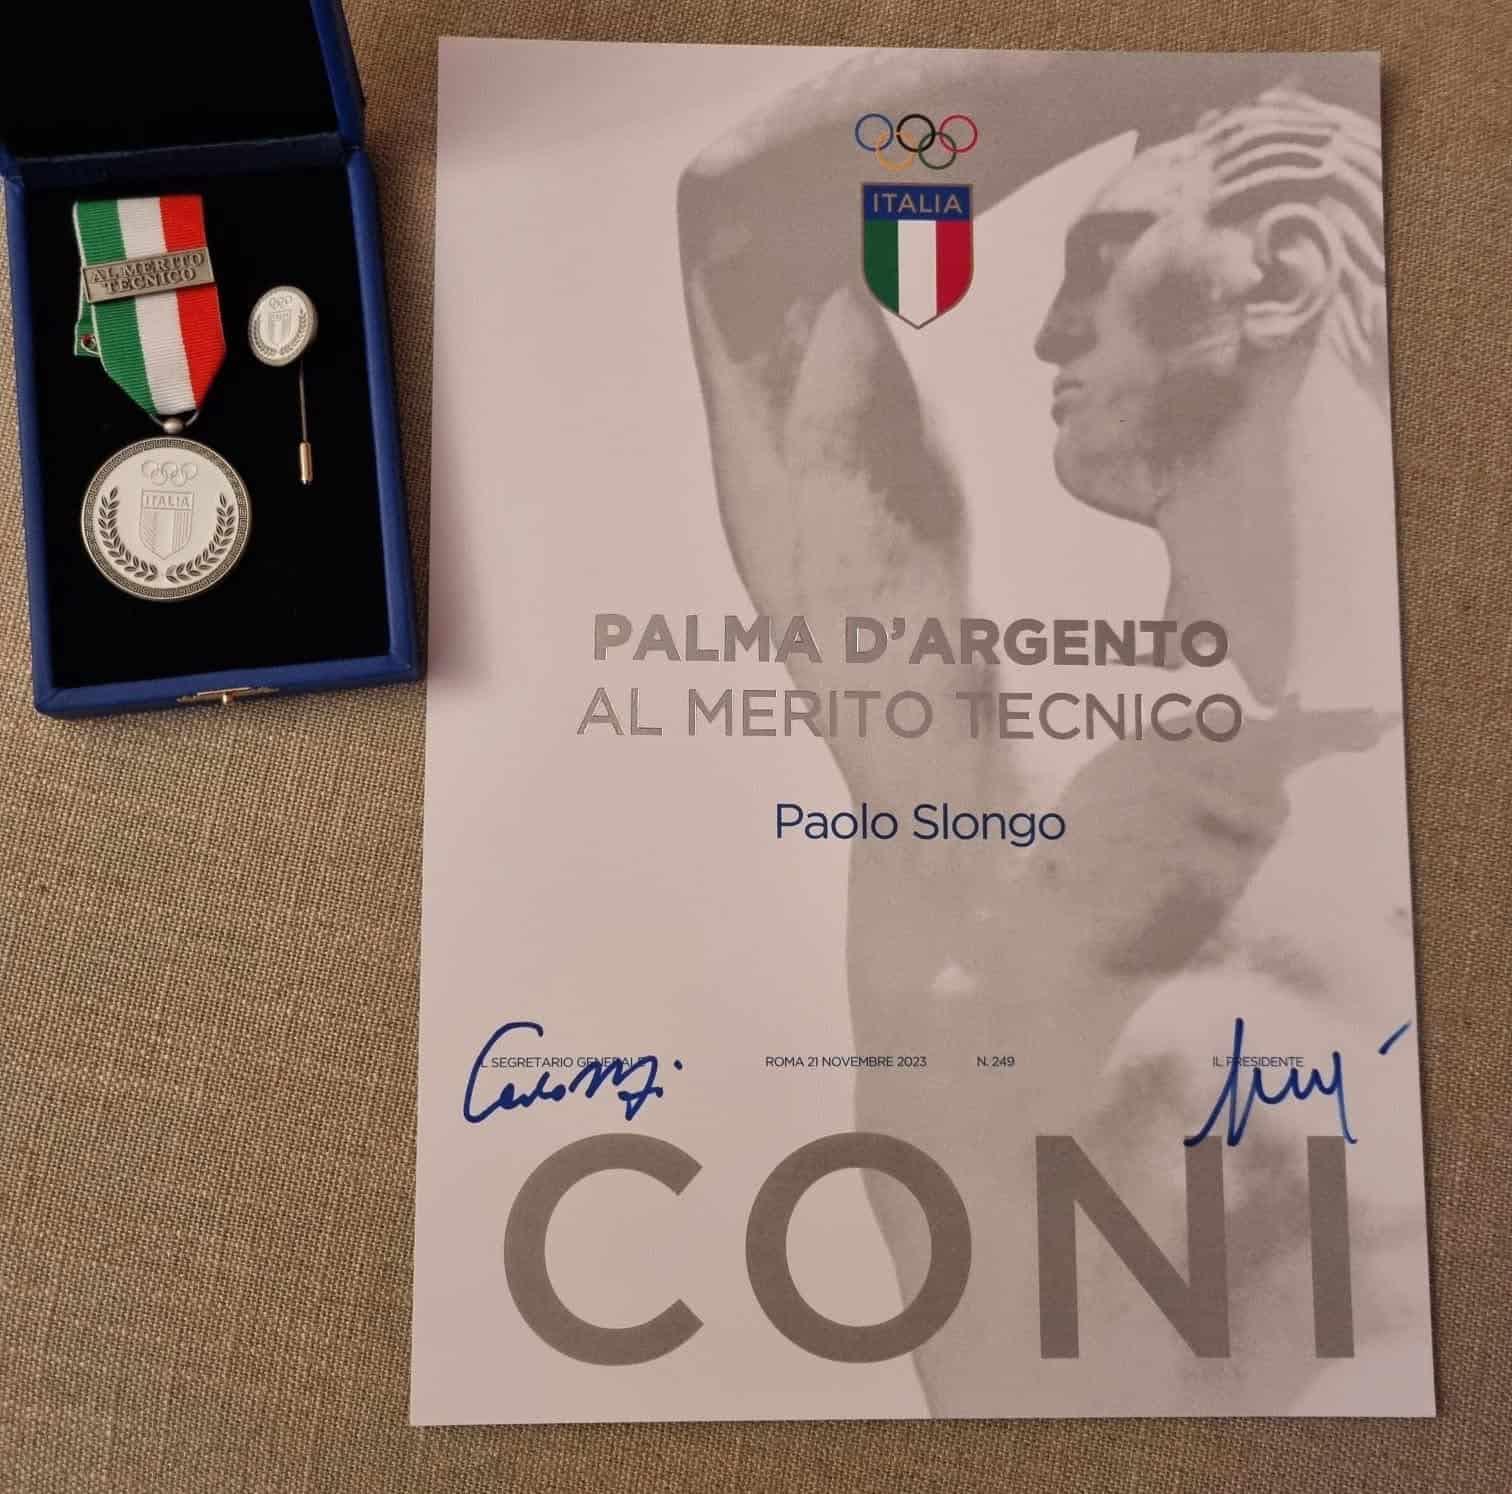 AL MERITO
TECNICO
ITALIA
ITALIA
PALMA D'ARGENTO
AL MERITO TECNICO
Paolo Slongo
IL SEGRETARIO GENERALE
ROMA 21 NOVEMBRE 2023
N. 249
IL PRESIDENTE
CONI